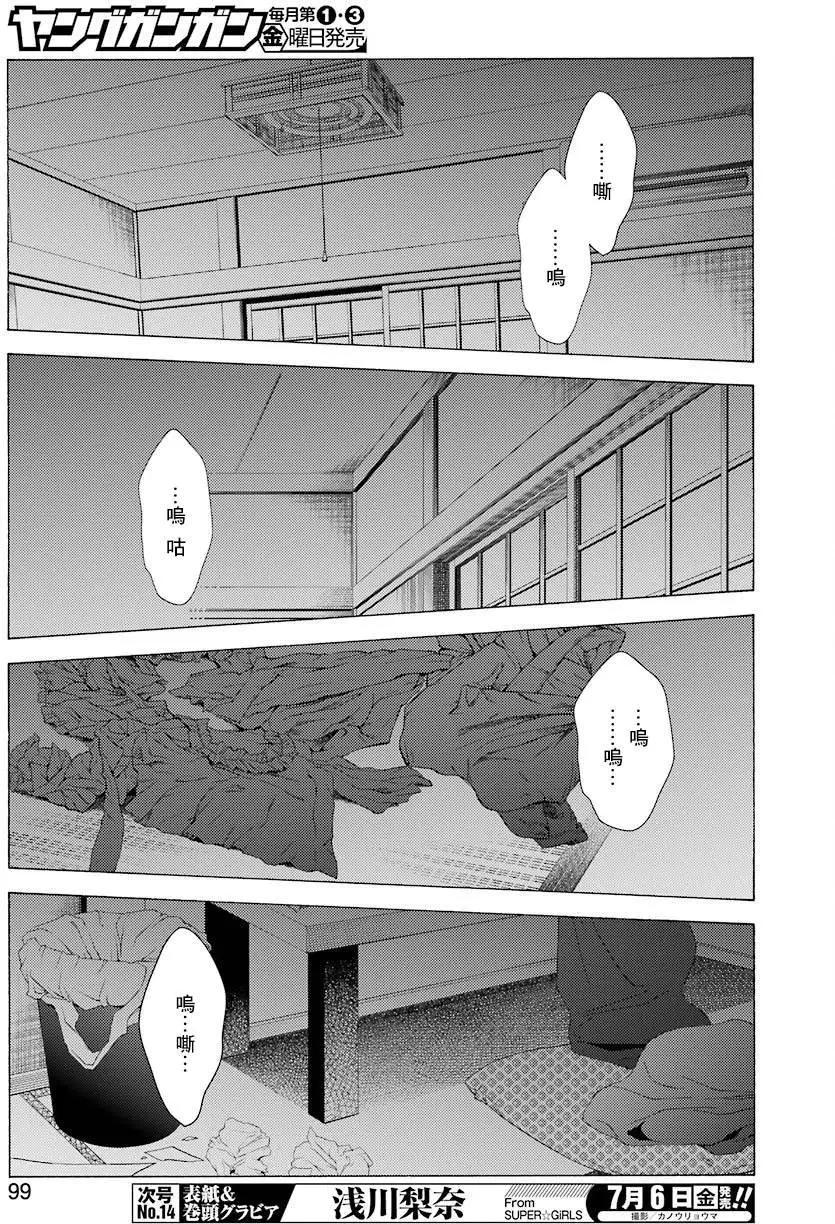 ヤングガンガン 毎月第❶・❸
金曜日発売
………嘶
………嗚
…嗚咕
…嗚
………嗚…
嗚…嘶…
99
次号No.14 表紙&巻頭グラビア 浅川梨奈 From SUPER☆GiRLS 7月6日金発売!!
撮影／カノウリョウマ